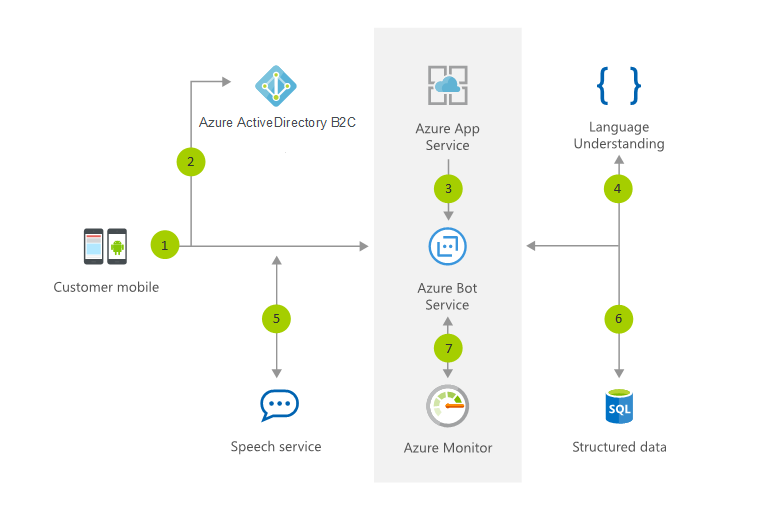 Azure ActiveDirectory B2C
Azure App
Service
{ }
Language
Understanding
2
3
4
1
Customer mobile
Azure Bot
Service
5
7
6
SQL
Speech service
Azure Monitor
Structured data